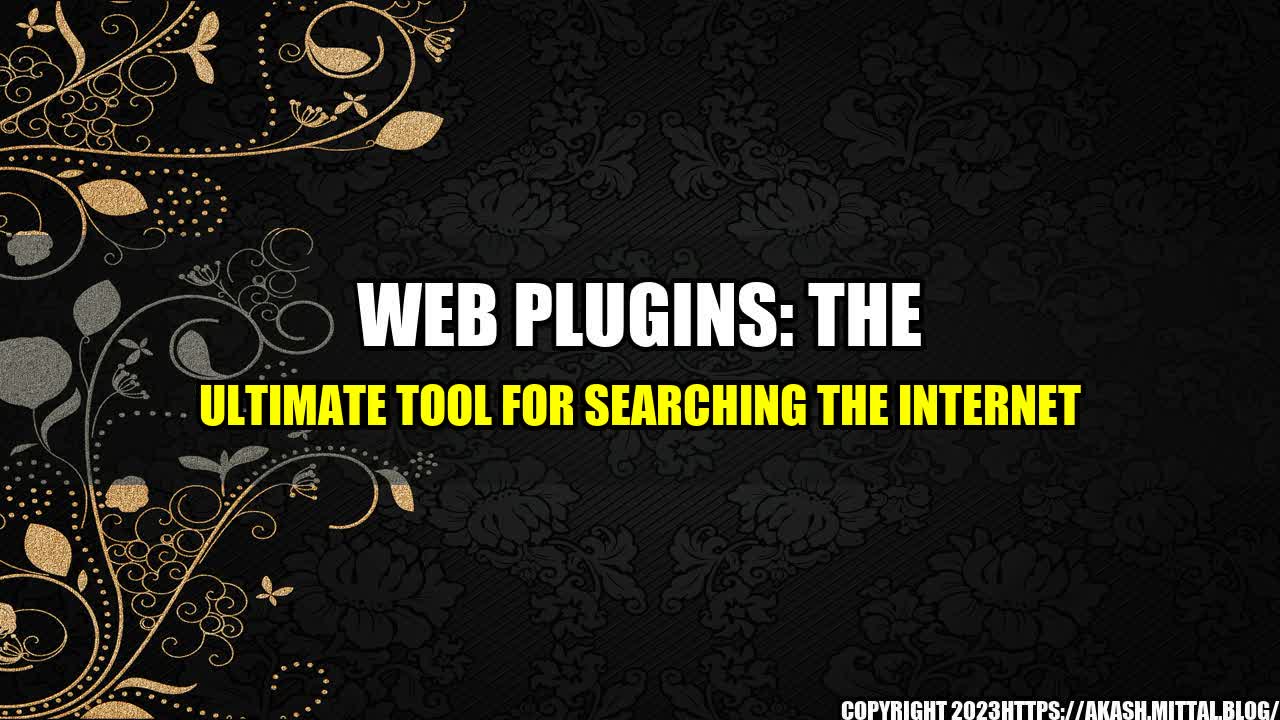 WEB PLUGINS: THE
ULTIMATE TOOL FOR SEARCHING THE INTERNET
COPYRIGHT 2023HTTPS://AKASH.MITTAL.BLOG/